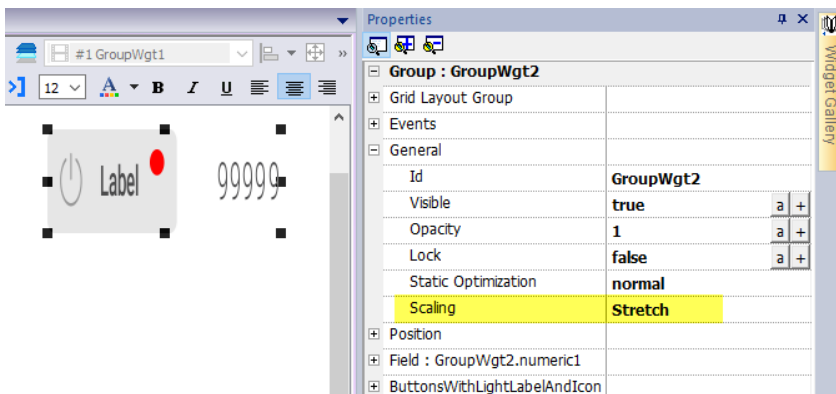 Properties
#1 GroupWgt1
»
12 A B I U
Label
99999
Group : GroupWgt2
Grid Layout Group
Events
General
Id GroupWgt2
Visible true a +
Opacity 1 a +
Lock false a +
Static Optimization normal
Scaling Stretch
Position
Field : GroupWgt2.numeric1
ButtonsWithLightLabelAndIcon
Widget Gallery